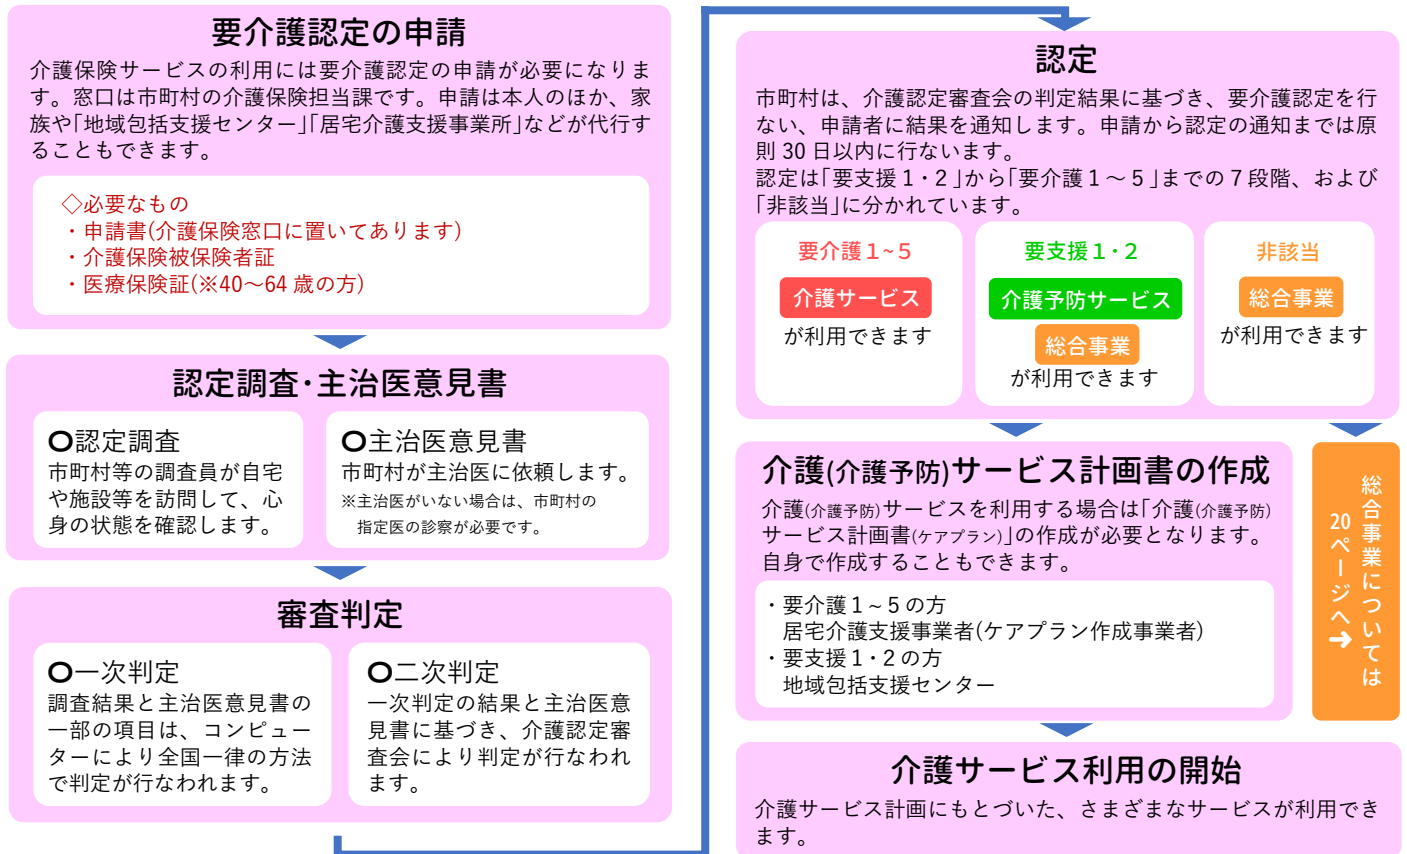 要介護認定の申請
介護保険サービスの利用には要介護認定の申請が必要になりま
す。窓口は市町村の介護保険担当課です。申請は本人のほか、家
族や「地域包括支援センター」「居宅介護支援事業所」などが代行す
ることもできます。
◇必要なもの
・申請書(介護保険窓口に置いてあります)
・介護保険被保険者証
・医療保険証(※40～64 歳の方)
認定調査・主治医意見書
〇認定調査
市町村等の調査員が自宅
や施設等を訪問して、心
身の状態を確認します。
〇主治医意見書
市町村が主治医に依頼します。
※主治医がいない場合は、市町村の
指定医の診察が必要です。
審査判定
〇一次判定
調査結果と主治医意見書の
一部の項目は、コンピュー
ターにより全国一律の方法
で判定が行なわれます。
〇二次判定
一次判定の結果と主治医意
見書に基づき、介護認定審
査会により判定が行なわれ
ます。
認定
市町村は、介護認定審査会の判定結果に基づき、要介護認定を行
ない、申請者に結果を通知します。申請から認定の通知までは原
則 30 日以内に行ないます。
認定は「要支援１・２」から「要介護１～５」までの７段階、および
「非該当」に分かれています。
要介護１~５
介護サービス
が利用できます
要支援１・２
介護予防サービス
総合事業
が利用できます
非該当
総合事業
が利用できます
介護(介護予防)サービス計画書の作成
介護(介護予防)サービスを利用する場合は「介護(介護予防)
サービス計画書(ケアプラン)」の作成が必要となります。
自身で作成することもできます。
・要介護１~５の方
居宅介護支援事業者(ケアプラン作成事業者)
・要支援１・２の方
地域包括支援センター
総合事業については
20ページへ➜
介護サービス利用の開始
介護サービス計画にもとづいた、さまざまなサービスが利用でき
ます。